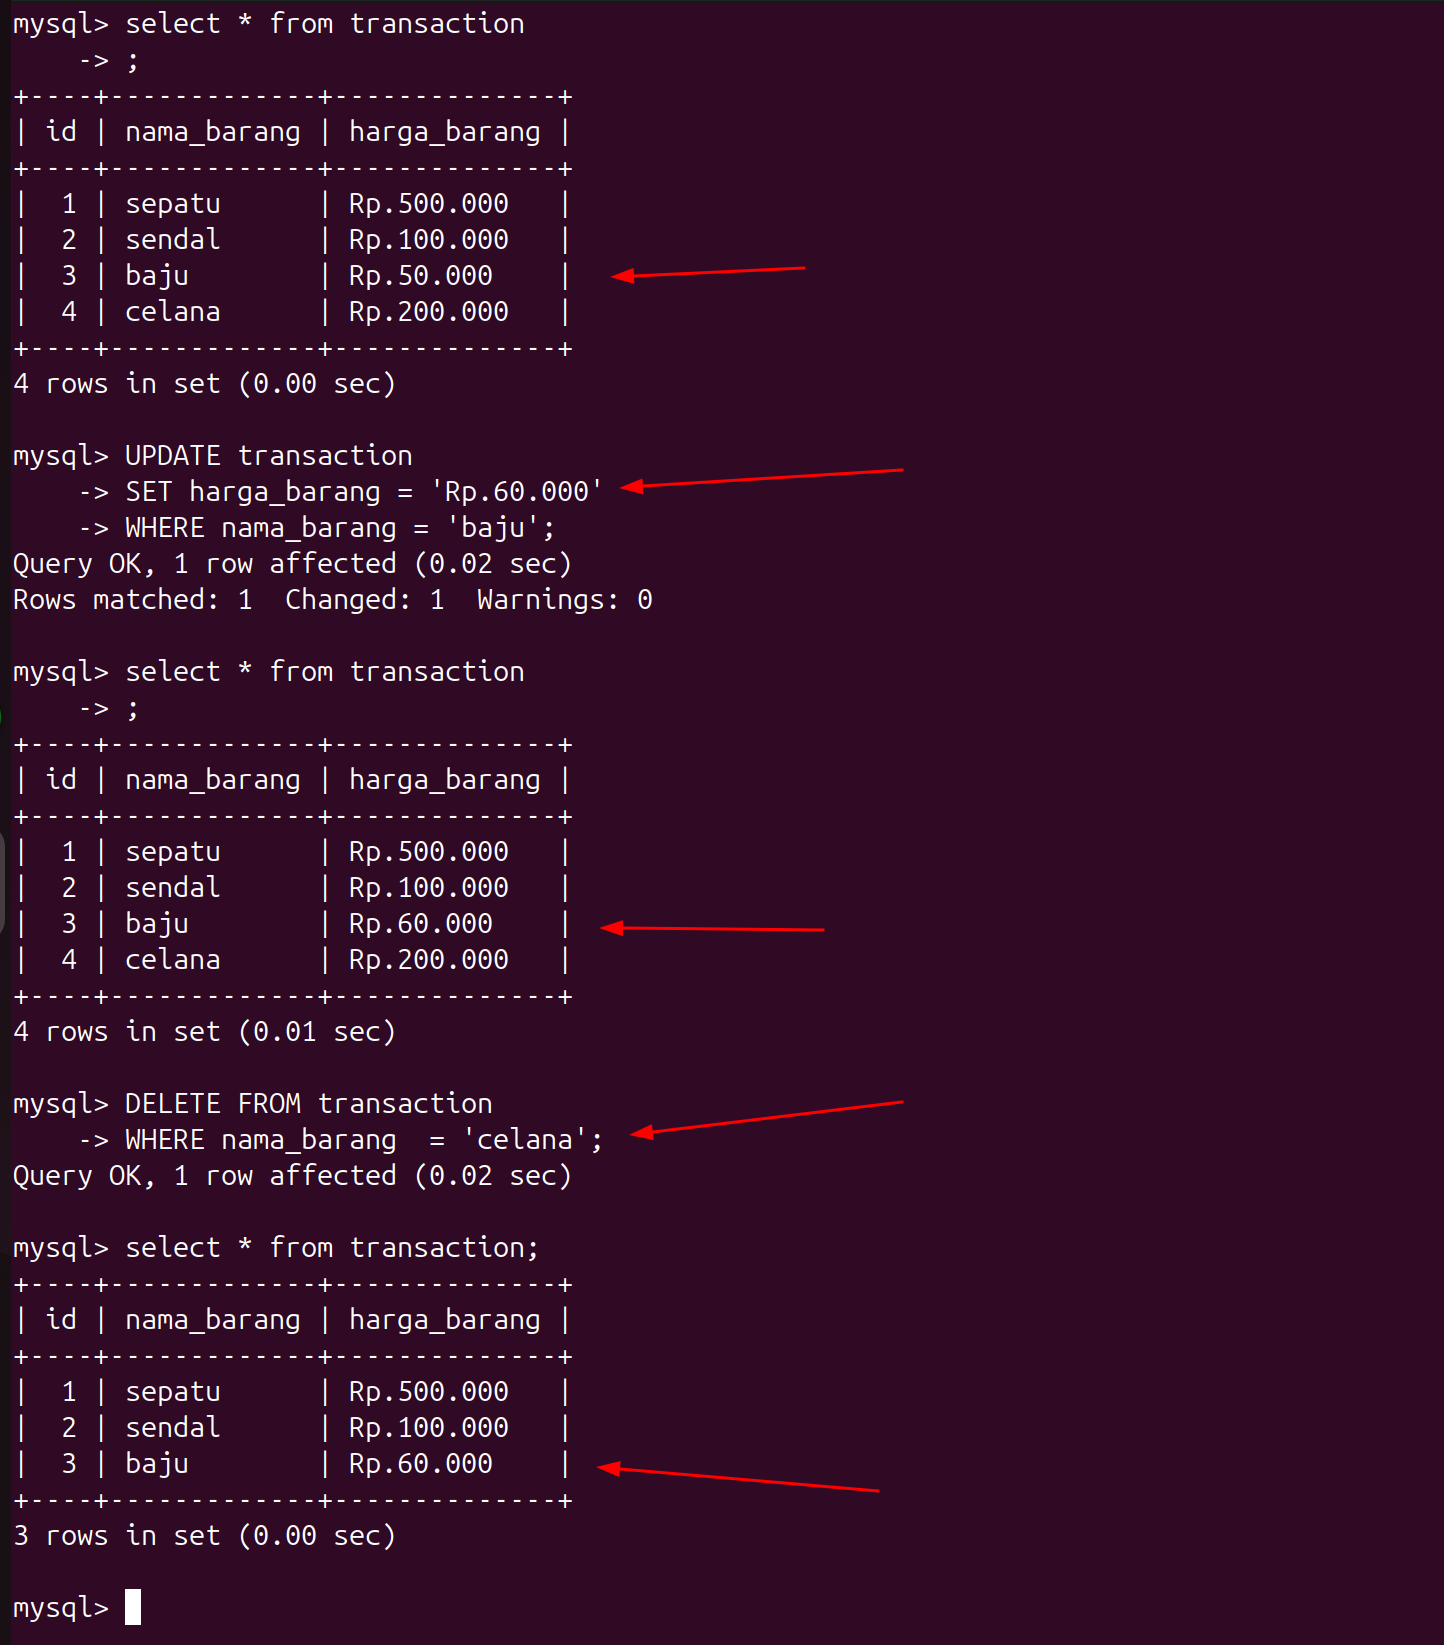 mysql> select * from transaction
    -> ;
+----+-------------+--------------+
| id | nama_barang | harga_barang |
+----+-------------+--------------+
|  1 | sepatu      | Rp.500.000   |
|  2 | sendal      | Rp.100.000   |
|  3 | baju        | Rp.50.000    |
|  4 | celana      | Rp.200.000   |
+----+-------------+--------------+
4 rows in set (0.00 sec)

mysql> UPDATE transaction
    -> SET harga_barang = 'Rp.60.000'
    -> WHERE nama_barang = 'baju';
Query OK, 1 row affected (0.02 sec)
Rows matched: 1  Changed: 1  Warnings: 0

mysql> select * from transaction
    -> ;
+----+-------------+--------------+
| id | nama_barang | harga_barang |
+----+-------------+--------------+
|  1 | sepatu      | Rp.500.000   |
|  2 | sendal      | Rp.100.000   |
|  3 | baju        | Rp.60.000    |
|  4 | celana      | Rp.200.000   |
+----+-------------+--------------+
4 rows in set (0.01 sec)

mysql> DELETE FROM transaction
    -> WHERE nama_barang  = 'celana';
Query OK, 1 row affected (0.02 sec)

mysql> select * from transaction;
+----+-------------+--------------+
| id | nama_barang | harga_barang |
+----+-------------+--------------+
|  1 | sepatu      | Rp.500.000   |
|  2 | sendal      | Rp.100.000   |
|  3 | baju        | Rp.60.000    |
+----+-------------+--------------+
3 rows in set (0.00 sec)

mysql>